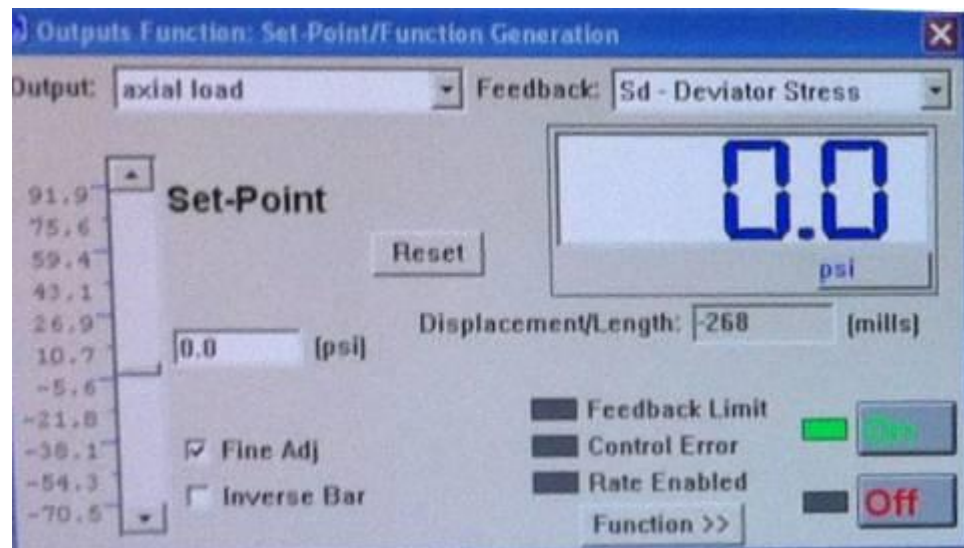 Outputs Function: Set-Point/Function Generation
Output: axial load Feedback: Sd - Deviator Stress
0.0
psi
Set-Point
Reset
91.9
75.6
59.4
43.1
26.9
10.7
-5.6
-21.8
-38.1
-54.3
-70.5
Displacement/Length: -268 (mills)
0.0 (psi)
Feedback Limit
Control Error
Rate Enabled
On
Off
Fine Adj
Inverse Bar
Function >>